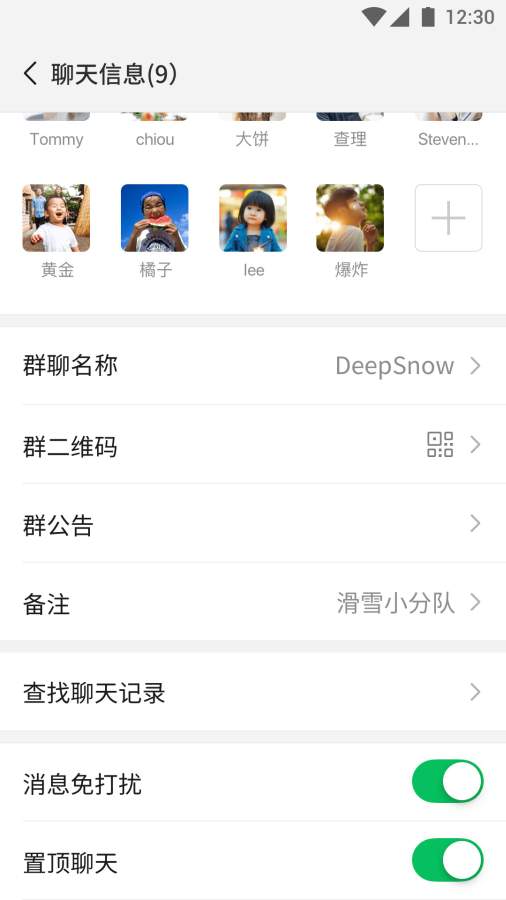 12:30
聊天信息(9)
Tommy chiou 大饼 查理 Steven...
黄金 橘子 lee 爆炸
群聊名称 DeepSnow
群二维码
群公告
备注 滑雪小分队
查找聊天记录
消息免打扰
置顶聊天